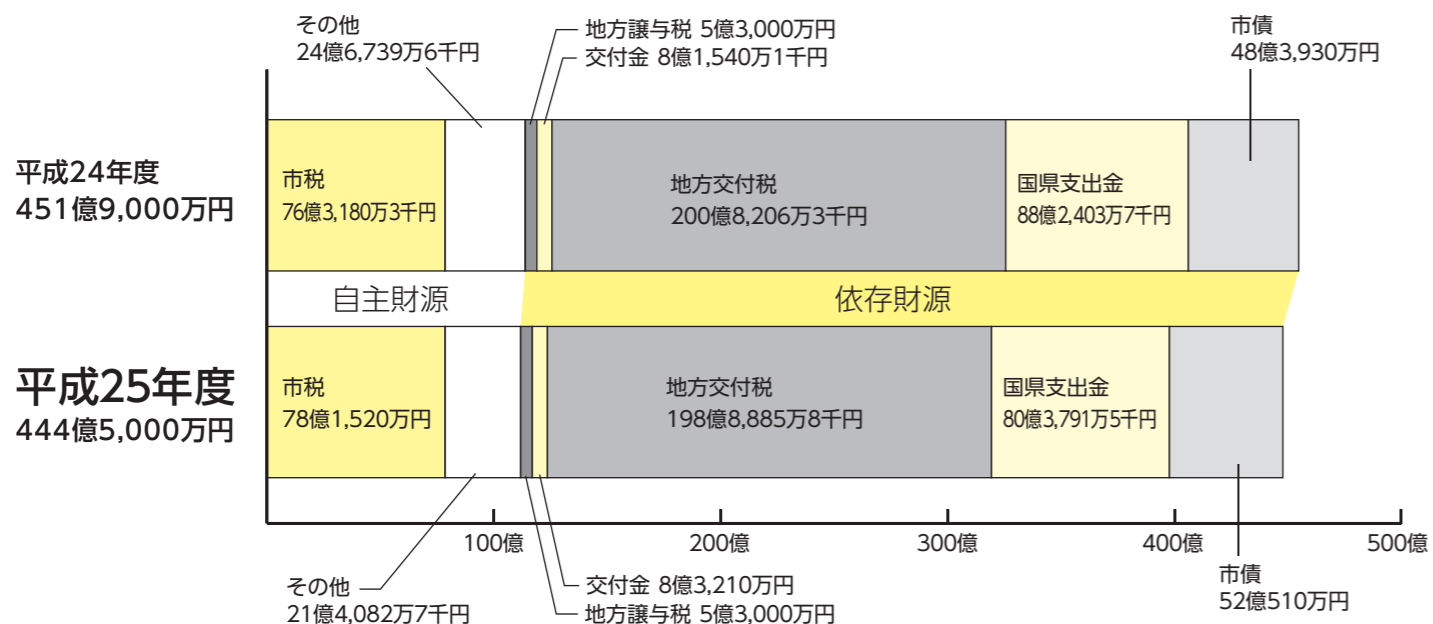 その他
24億6,739万6千円
地方譲与税 5億3,000万円
交付金 8億1,540万1千円
市債
48億3,930万円
平成24年度
451億9,000万円
市税
76億3,180万3千円
地方交付税
200億8,206万3千円
国県支出金
88億2,403万7千円
自主財源
依存財源
平成25年度
444億5,000万円
市税
78億1,520万円
地方交付税
198億8,885万8千円
国県支出金
80億3,791万5千円
100億
200億
300億
400億
500億
その他
21億4,082万7千円
交付金 8億3,210万円
地方譲与税 5億3,000万円
市債
52億510万円